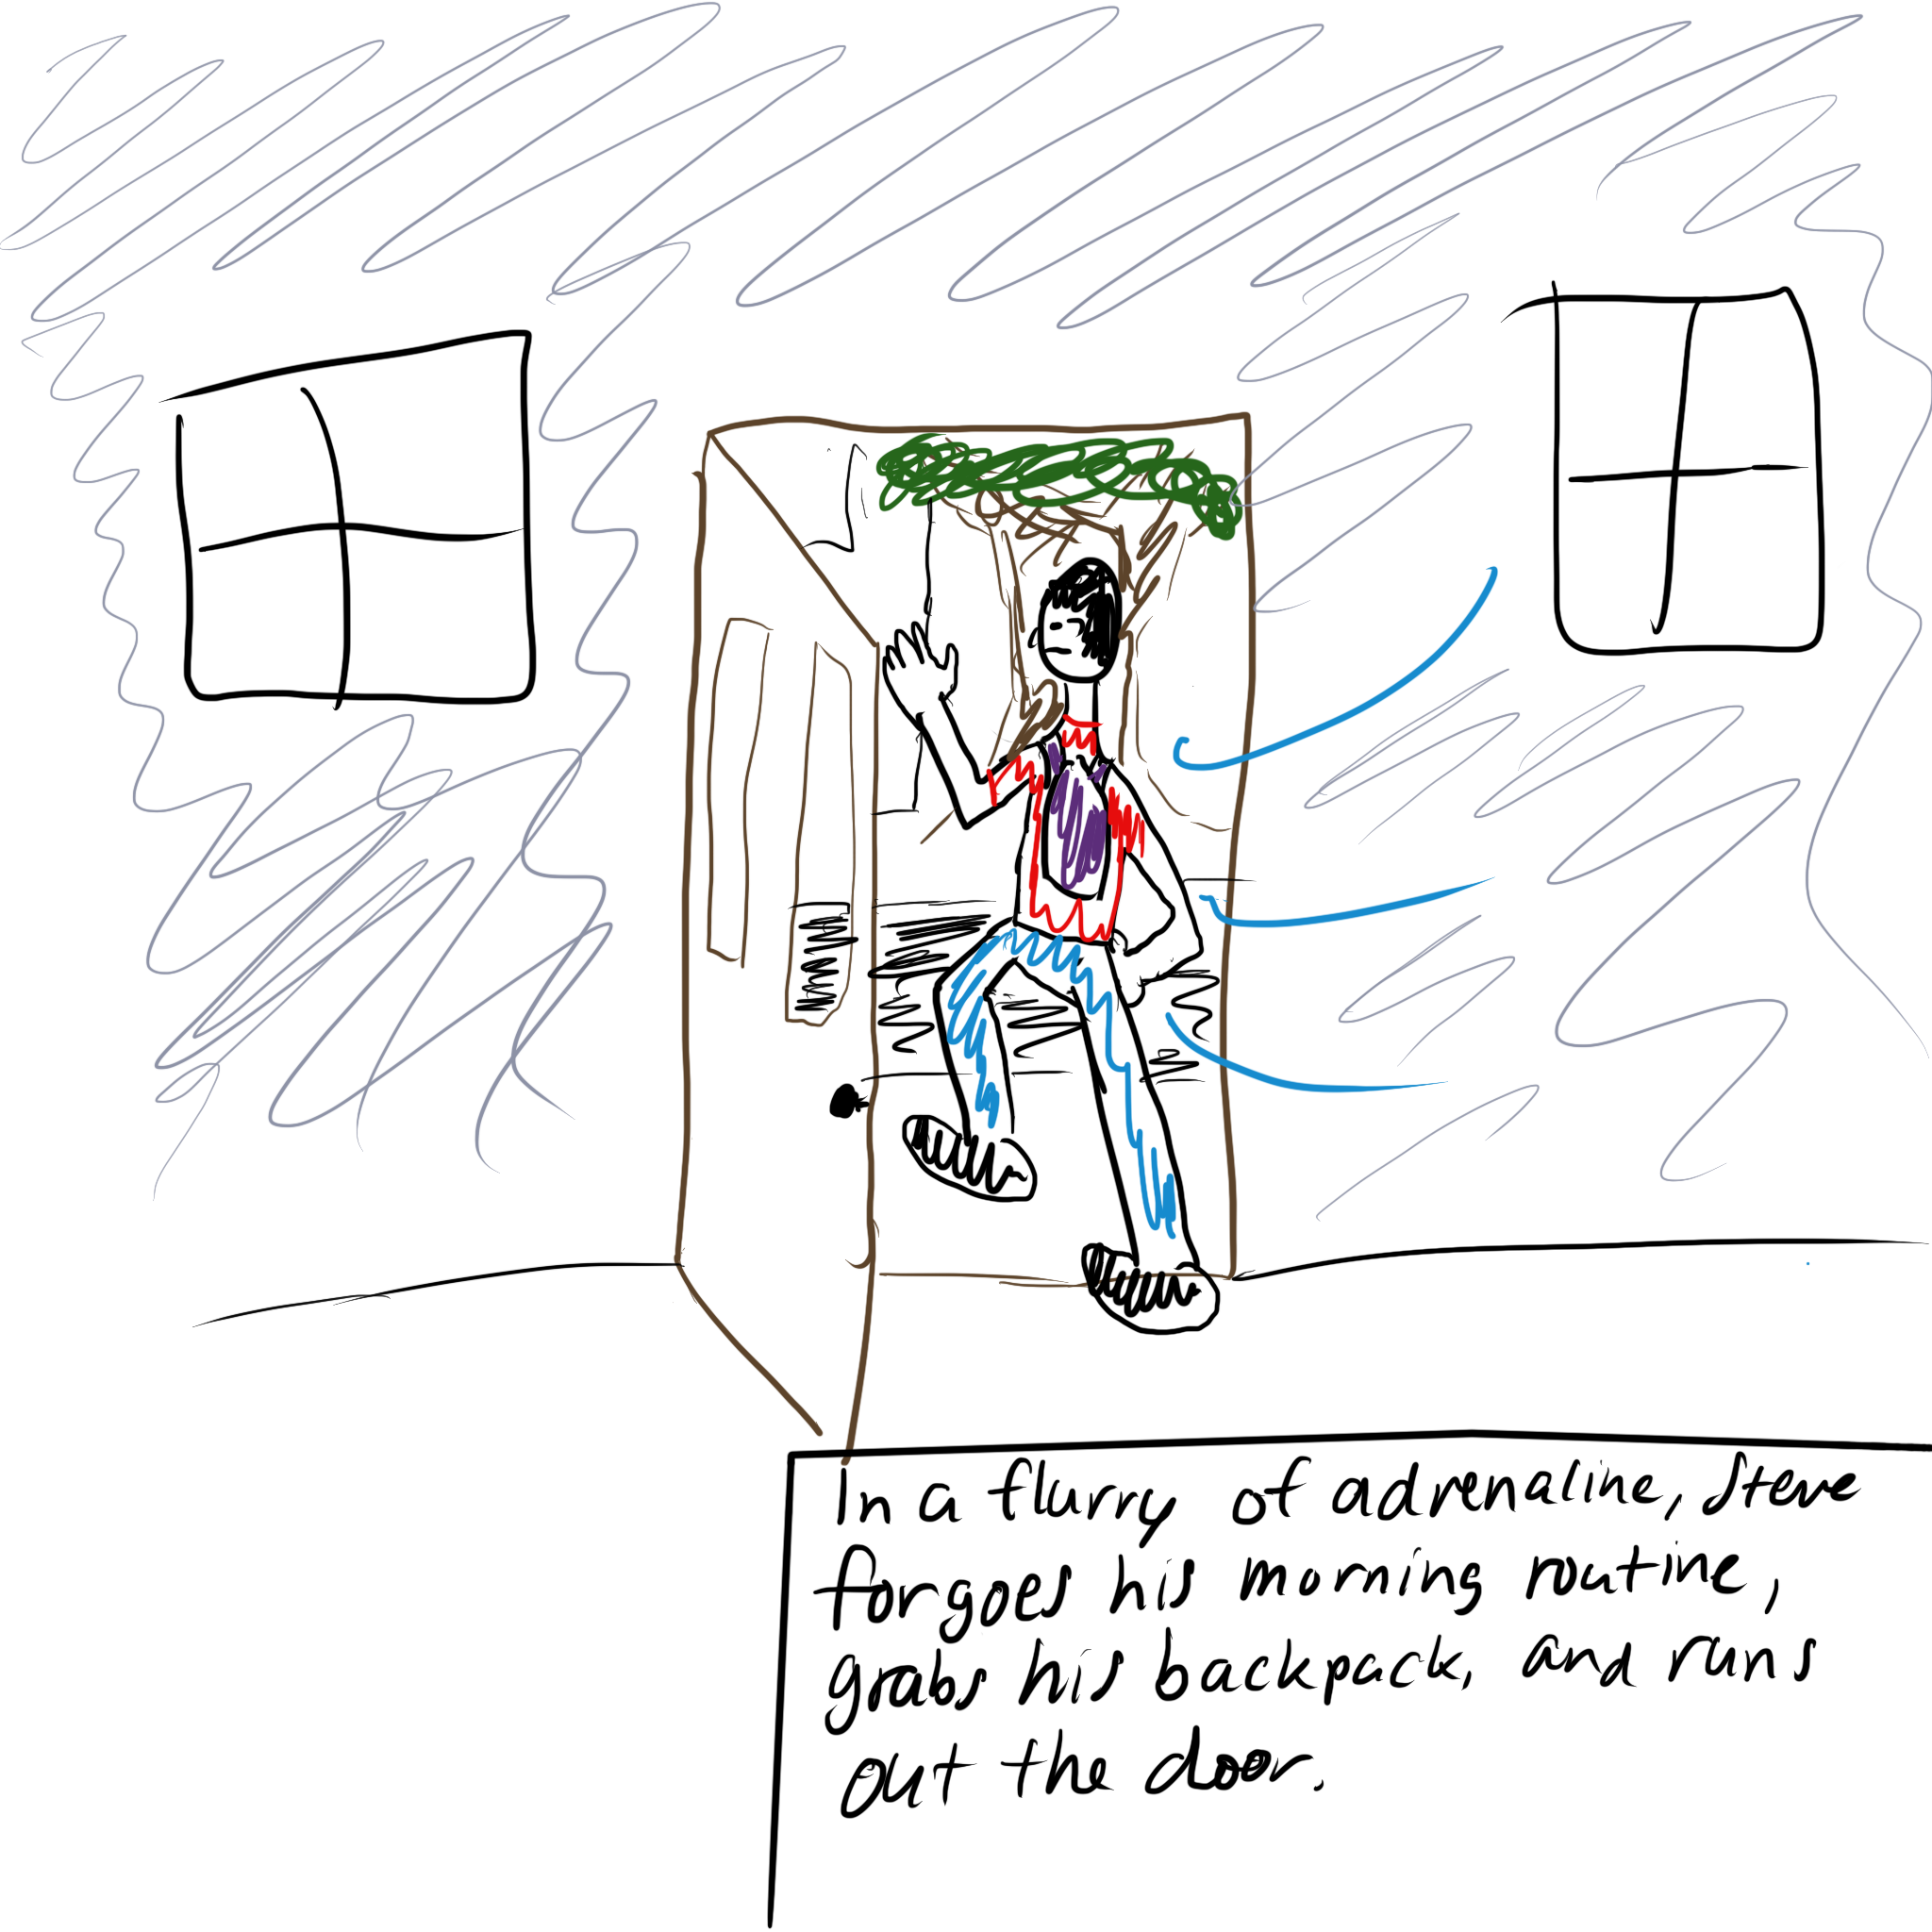 In a flurry of adrenaline, Steve
forgoes his morning routine,
grabs his backpack, and runs
out the door.